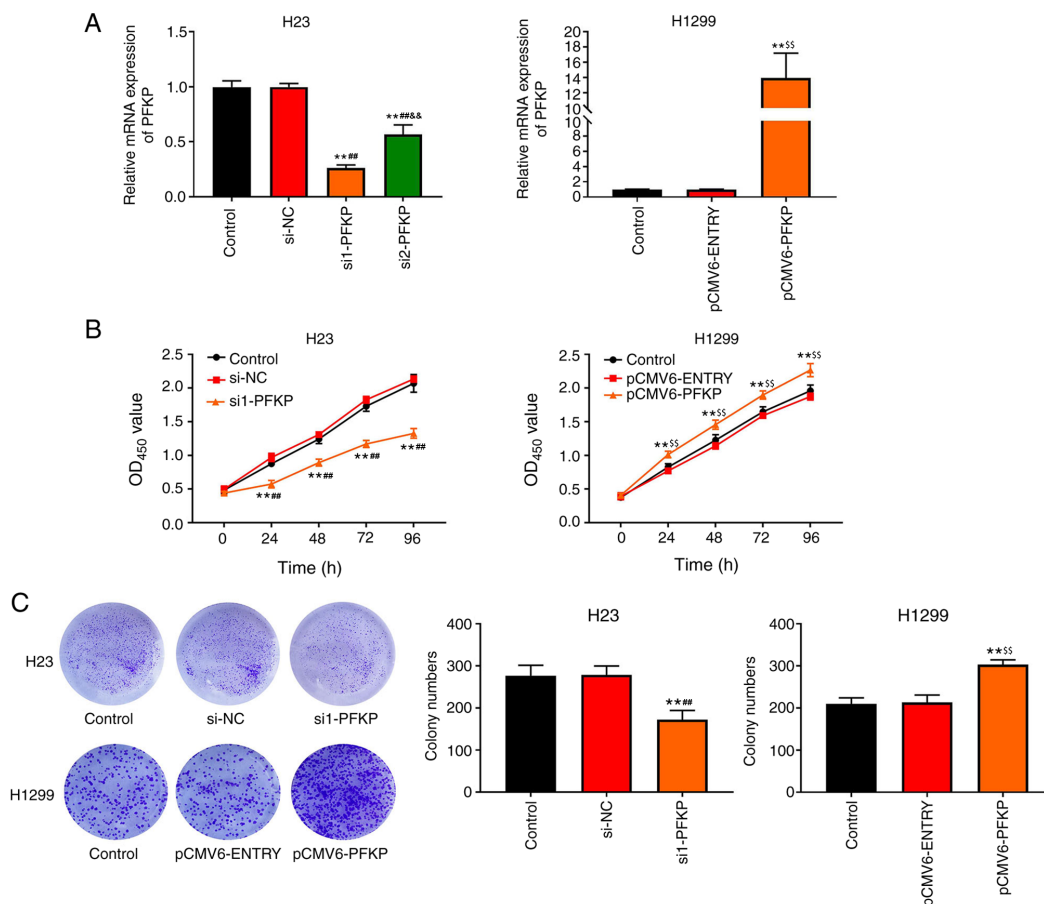 A
H23
Relative mRNA expression
of PFKP
1.5
1.0
0.5
0.0
**##
**##&&
Control
si-NC
si1-PFKP
si2-PFKP
H1299
Relative mRNA expression
of PFKP
20
18
16
14
12
10
10
8
6
4
2
0
**$$
Control
pCMV6-ENTRY
pCMV6-PFKP
B
H23
OD450 value
2.5
2.0
1.5
1.0
0.5
0.0
Control
si-NC
si1-PFKP
**##
**##
**##
**##
0 24 48 72 96
Time (h)
H1299
OD450 value
2.5
2.0
1.5
1.0
0.5
0.0
Control
pCMV6-ENTRY
pCMV6-PFKP
**$$
**$$
**$$
**$$
0 24 48 72 96
Time (h)
C
H23
Control si-NC si1-PFKP
H1299
Control pCMV6-ENTRY pCMV6-PFKP
H23
Colony numbers
400
300
200
100
0
**##
Control
si-NC
si1-PFKP
H1299
Colony numbers
400
300
200
100
0
**$$
Control
pCMV6-ENTRY
pCMV6-PFKP